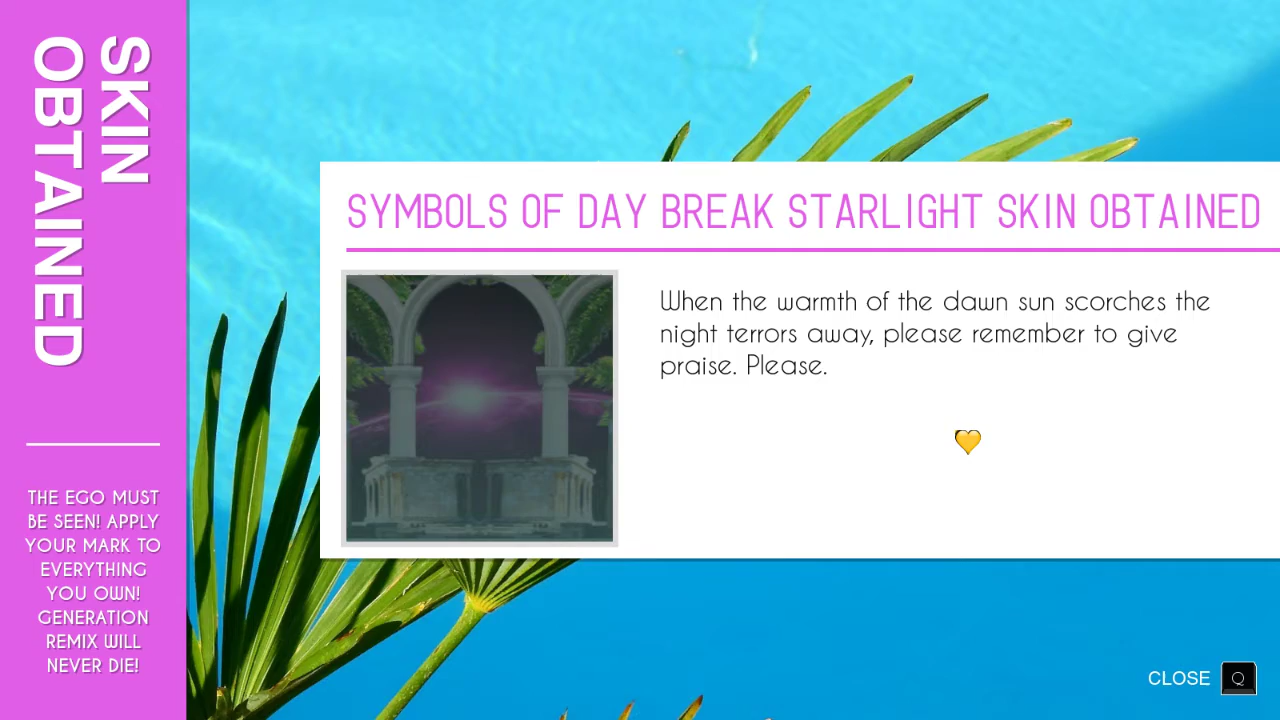 SKIN
OBTAINED
THE EGO MUST
BE SEEN! APPLY
YOUR MARK TO
EVERYTHING
YOU OWN!
GENERATION
REMIX WILL
NEVER DIE!
SYMBOLS OF DAY BREAK STARLIGHT SKIN OBTAINED
When the warmth of the dawn sun scorches the
night terrors away, please remember to give
praise. Please.
💛
CLOSE Q